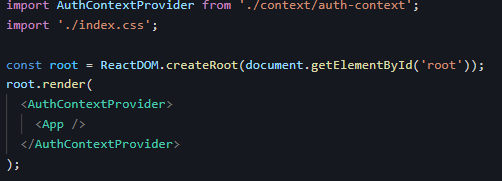 import AuthContextProvider from './context/auth-context';
import './index.css';
const root = ReactDOM.createRoot(document.getElementById('root'));
root.render(
<AuthContextProvider>
<App />
</AuthContextProvider>
);